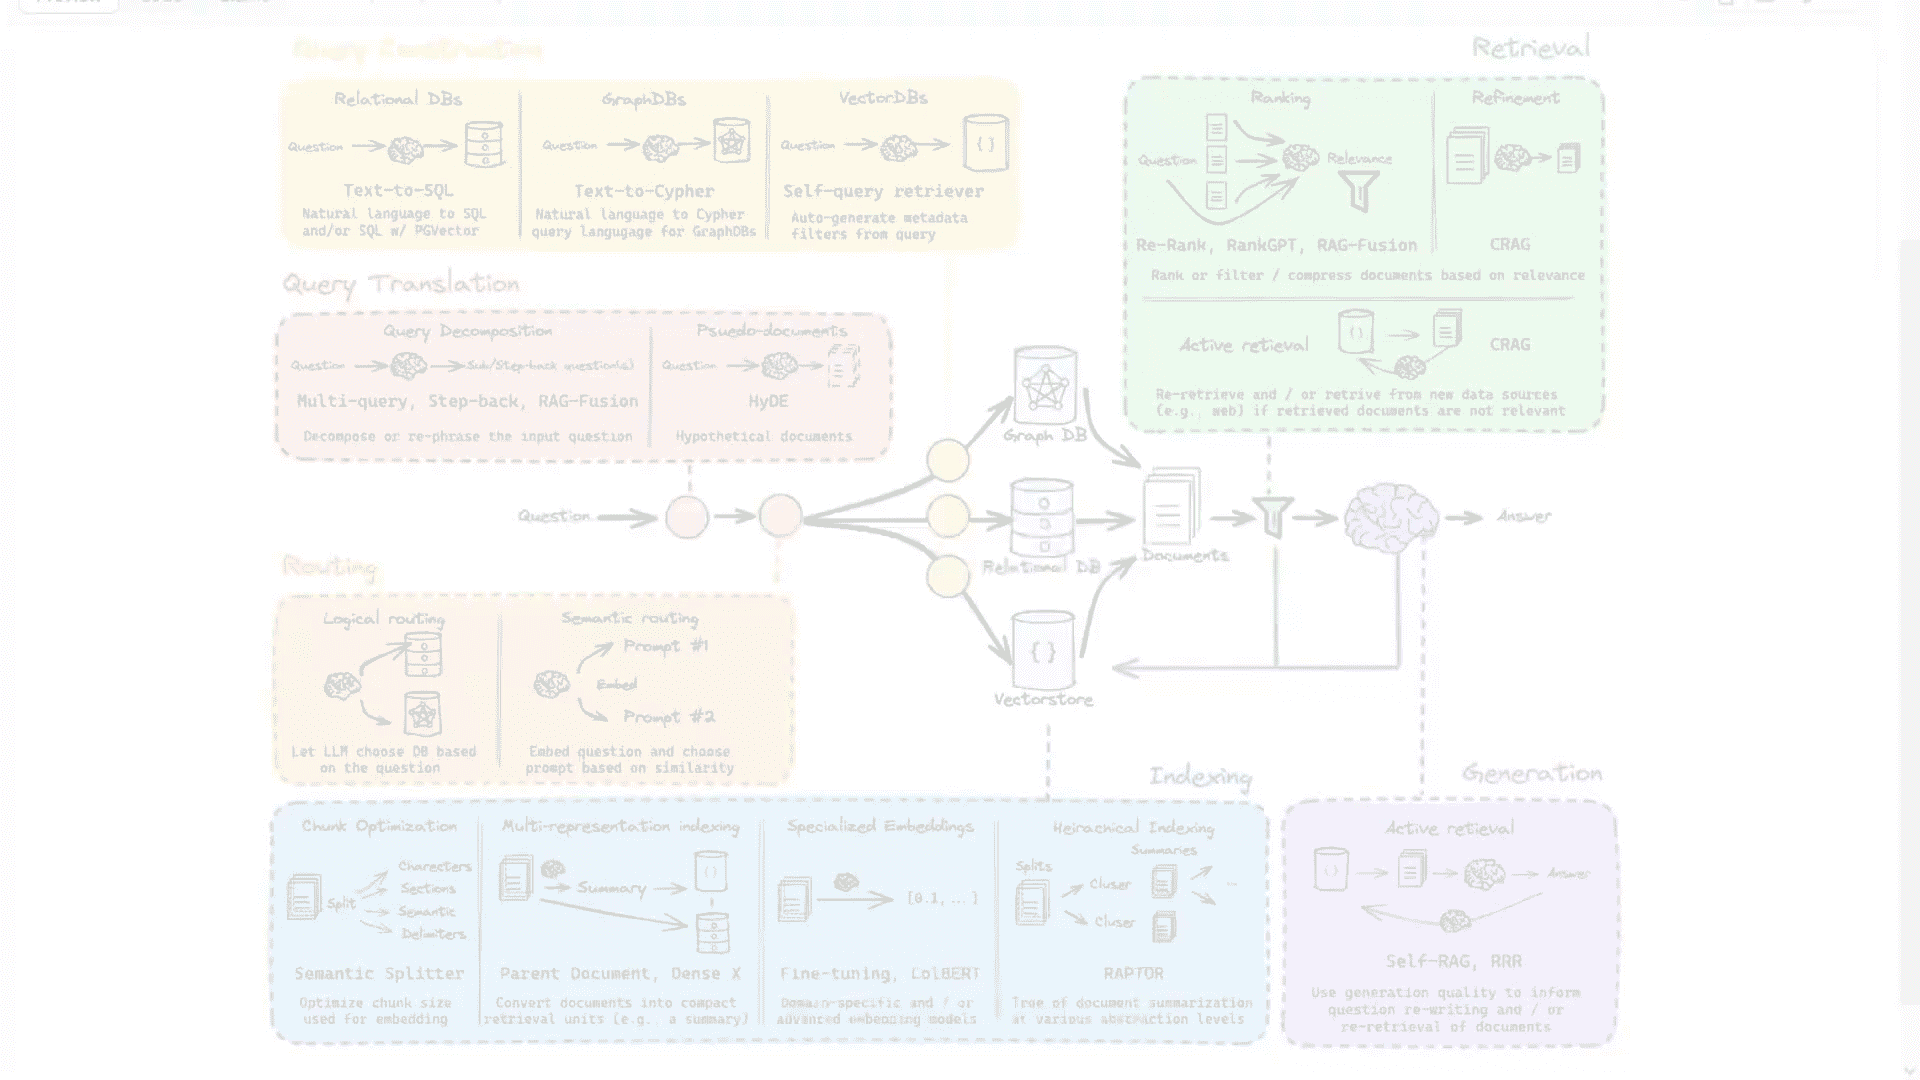 Query Construction
Relational DBs
Question
Text-to-SQL
Natural language to SQL
and/or SQL w/ PGVector
GraphDBs
Question
Text-to-Cypher
Natural language to Cypher
query langugage for GraphDBs
VectorDBs
Question
{ }
Self-query retriever
Auto-generate metadata
filters from query
Retrieval
Ranking
Question
Relevance
Re-Rank, RankGPT, RAG-Fusion
Refinement
CRAG
Rank or filter / compress documents based on relevance
Active retieval
{ }
CRAG
Re-retrieve and / or retrive from new data sources
(e.g., web) if retrieved documents are not relevant
Query Translation
Query Decomposition
Question
Sub/Step-back question(s)
Multi-query, Step-back, RAG-Fusion
Decompose or re-phrase the input question
Psuedo-documents
Question
HyDE
Hypothetical documents
Question
Graph DB
Relational DB
{ }
Vectorstore
Documents
Answer
Routing
Logical routing
Let LLM choose DB based
on the question
Semantic routing
Prompt #1
Embed
Prompt #2
Embed question and choose
prompt based on similarity
Indexing
Chunk Optimization
Split
Charecters
Sections
Semantic
Delimiters
Semantic Splitter
Optimize chunk size
used for embedding
Multi-representation indexing
{ }
Summary
Parent Document, Dense X
Convert documents into compact
retrieval units (e.g., a summary)
Specialized Embeddings
[0.1, ... ]
Fine-tuning, ColBERT
Domain-specific and / or
advanced embedding models
Heirachical Indexing
Summaries
Splits
Cluser
...
Cluser
RAPTOR
Tree of document summarization
at various abstraction levels
Generation
Active retieval
{ }
Answer
Self-RAG, RRR
Use generation quality to inform
question re-writing and / or
re-retrieval of documents